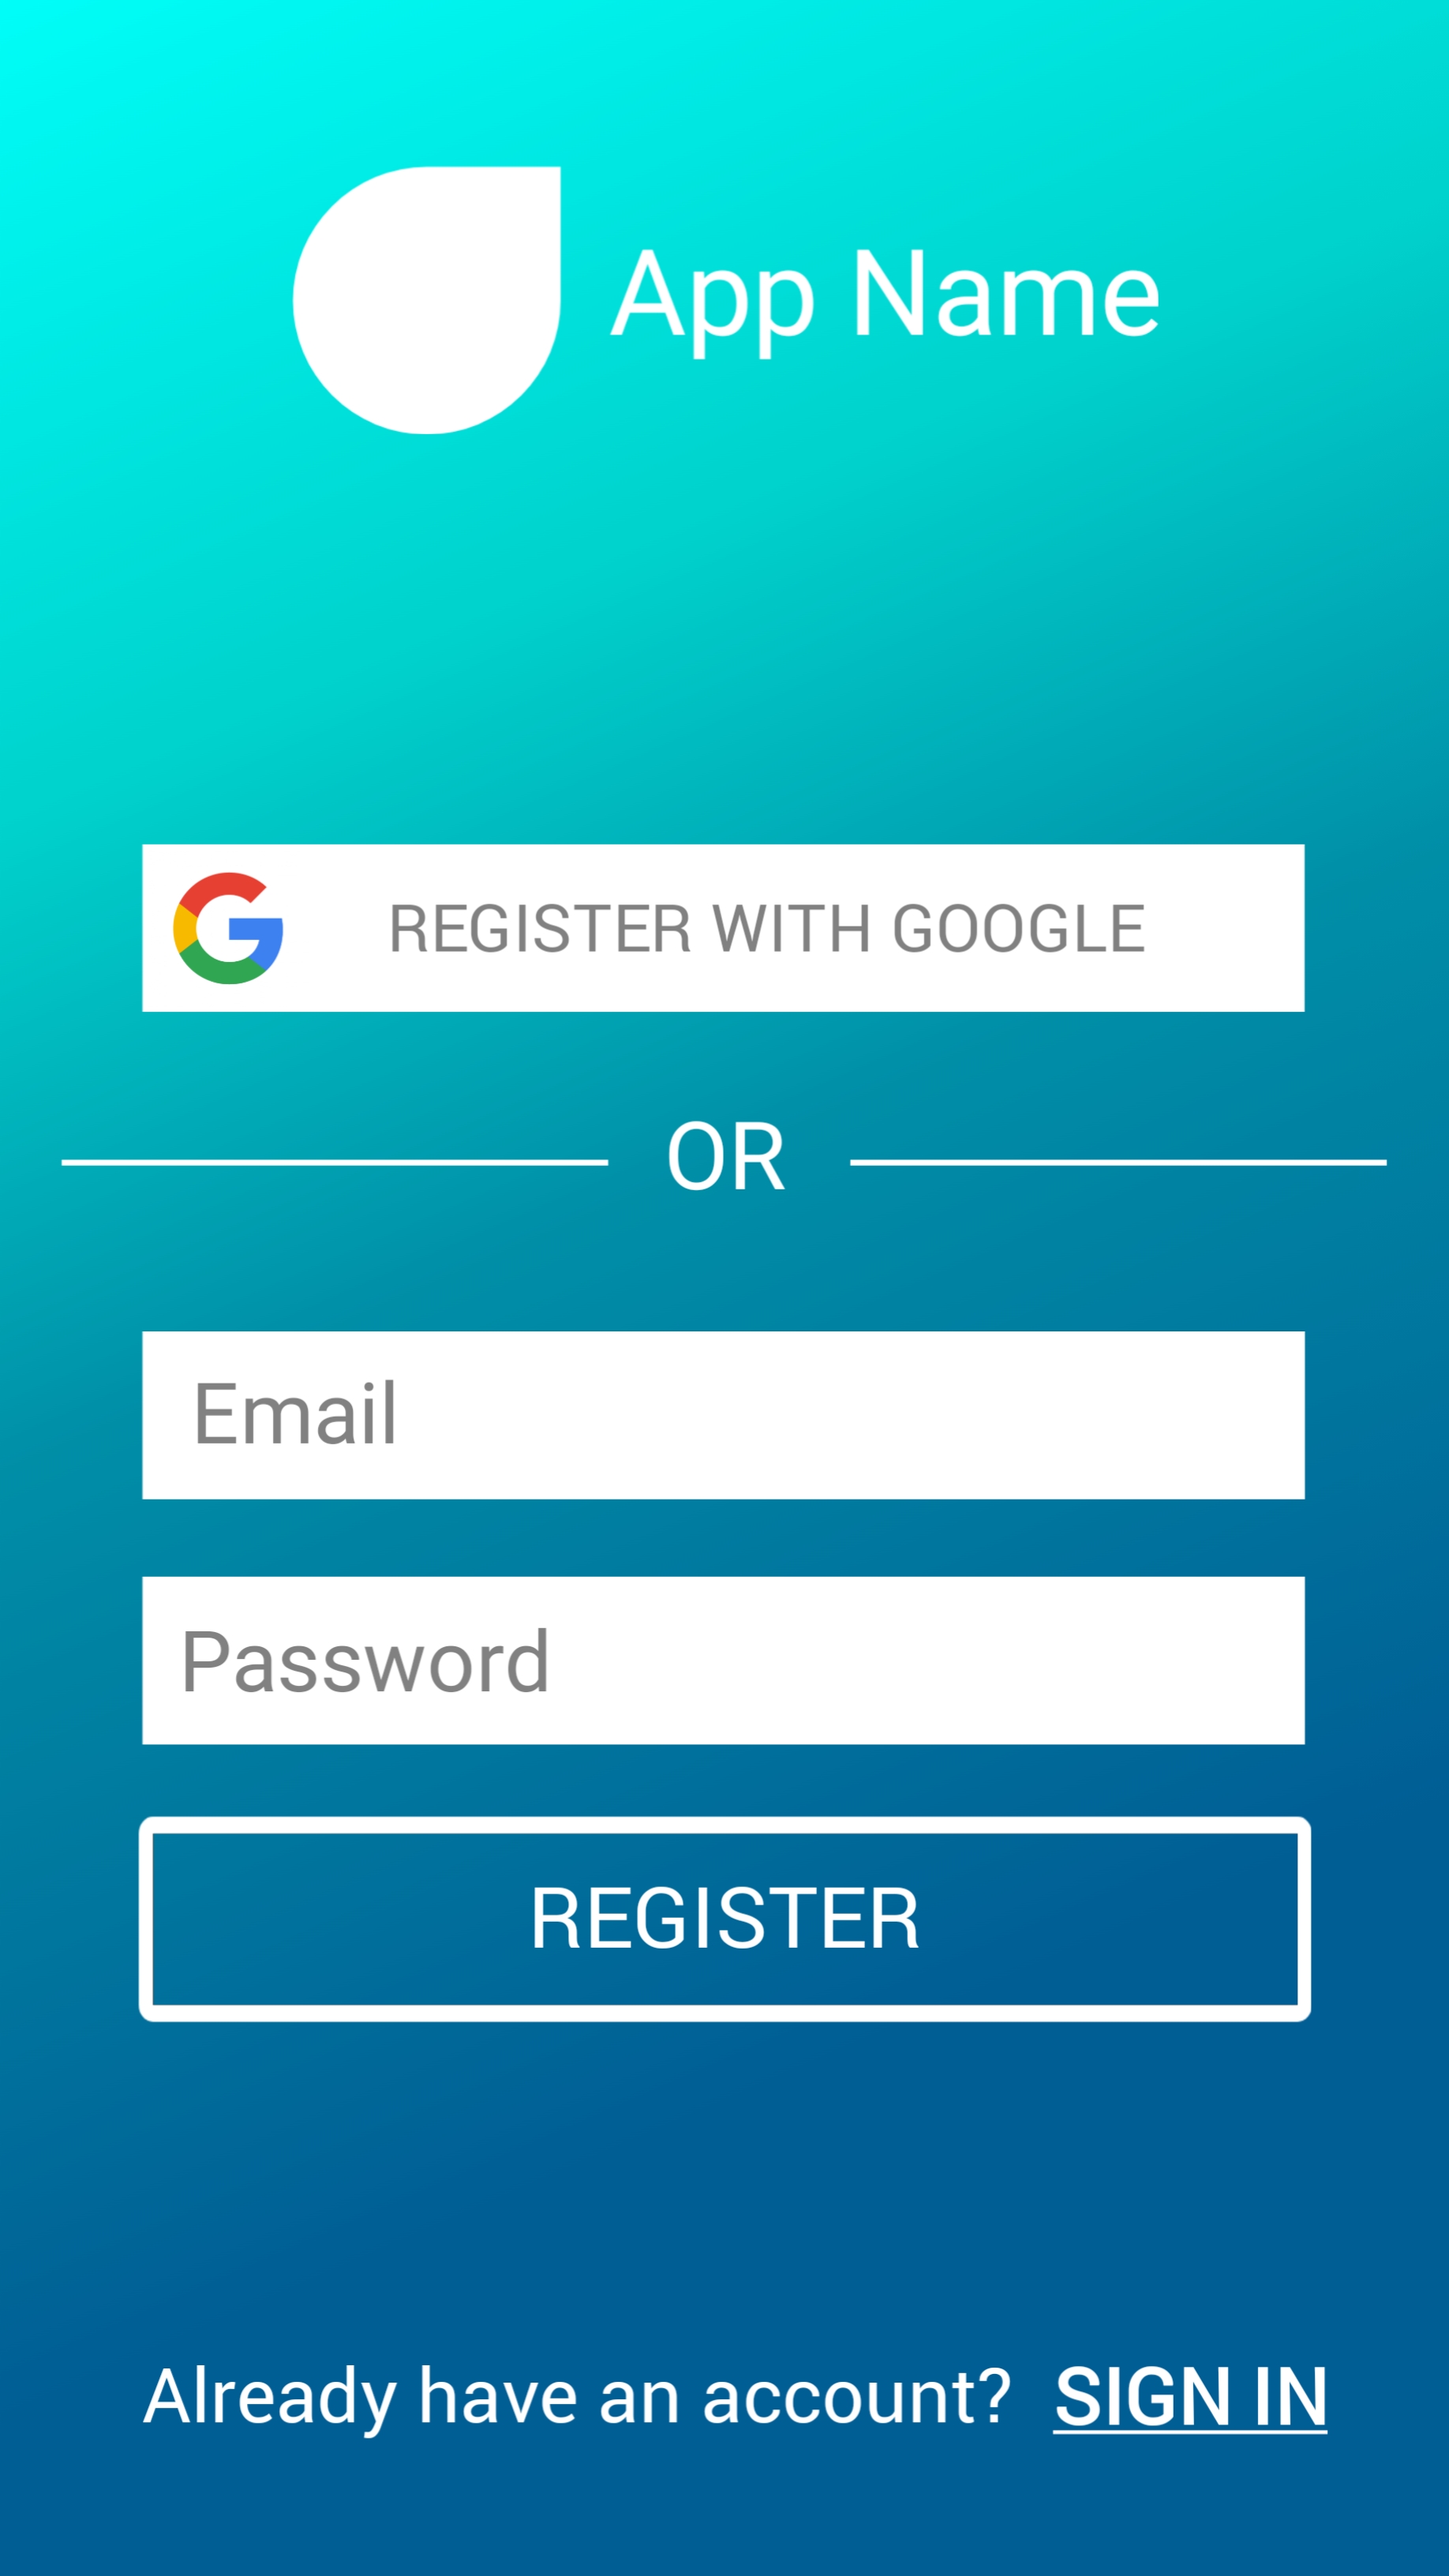 App Name
REGISTER WITH GOOGLE
OR
Email
Password
REGISTER
Already have an account? SIGN IN